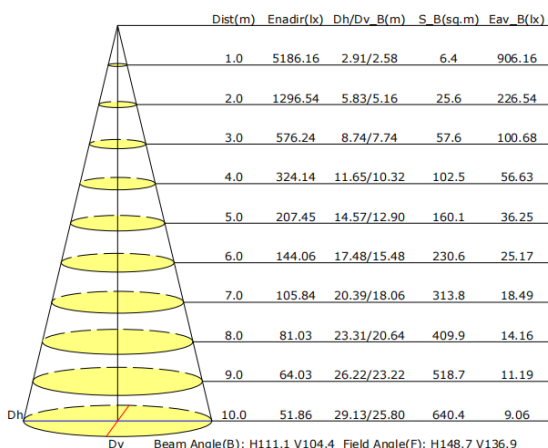 Dist(m) Enadir(lx) Dh/Dv_B(m) S_B(sq.m) Eav_B(lx)
1.0 5186.16 2.91/2.58 6.4 906.16
2.0 1296.54 5.83/5.16 25.6 226.54
3.0 576.24 8.74/7.74 57.6 100.68
4.0 324.14 11.65/10.32 102.5 56.63
5.0 207.45 14.57/12.90 160.1 36.25
6.0 144.06 17.48/15.48 230.6 25.17
7.0 105.84 20.39/18.06 313.8 18.49
8.0 81.03 23.31/20.64 409.9 14.16
9.0 64.03 26.22/23.22 518.7 11.19
Dh 10.0 51.86 29.13/25.80 640.4 9.06
Dv Beam Angle(B): H111.1 V104.4 Field Angle(F): H148.7 V136.9